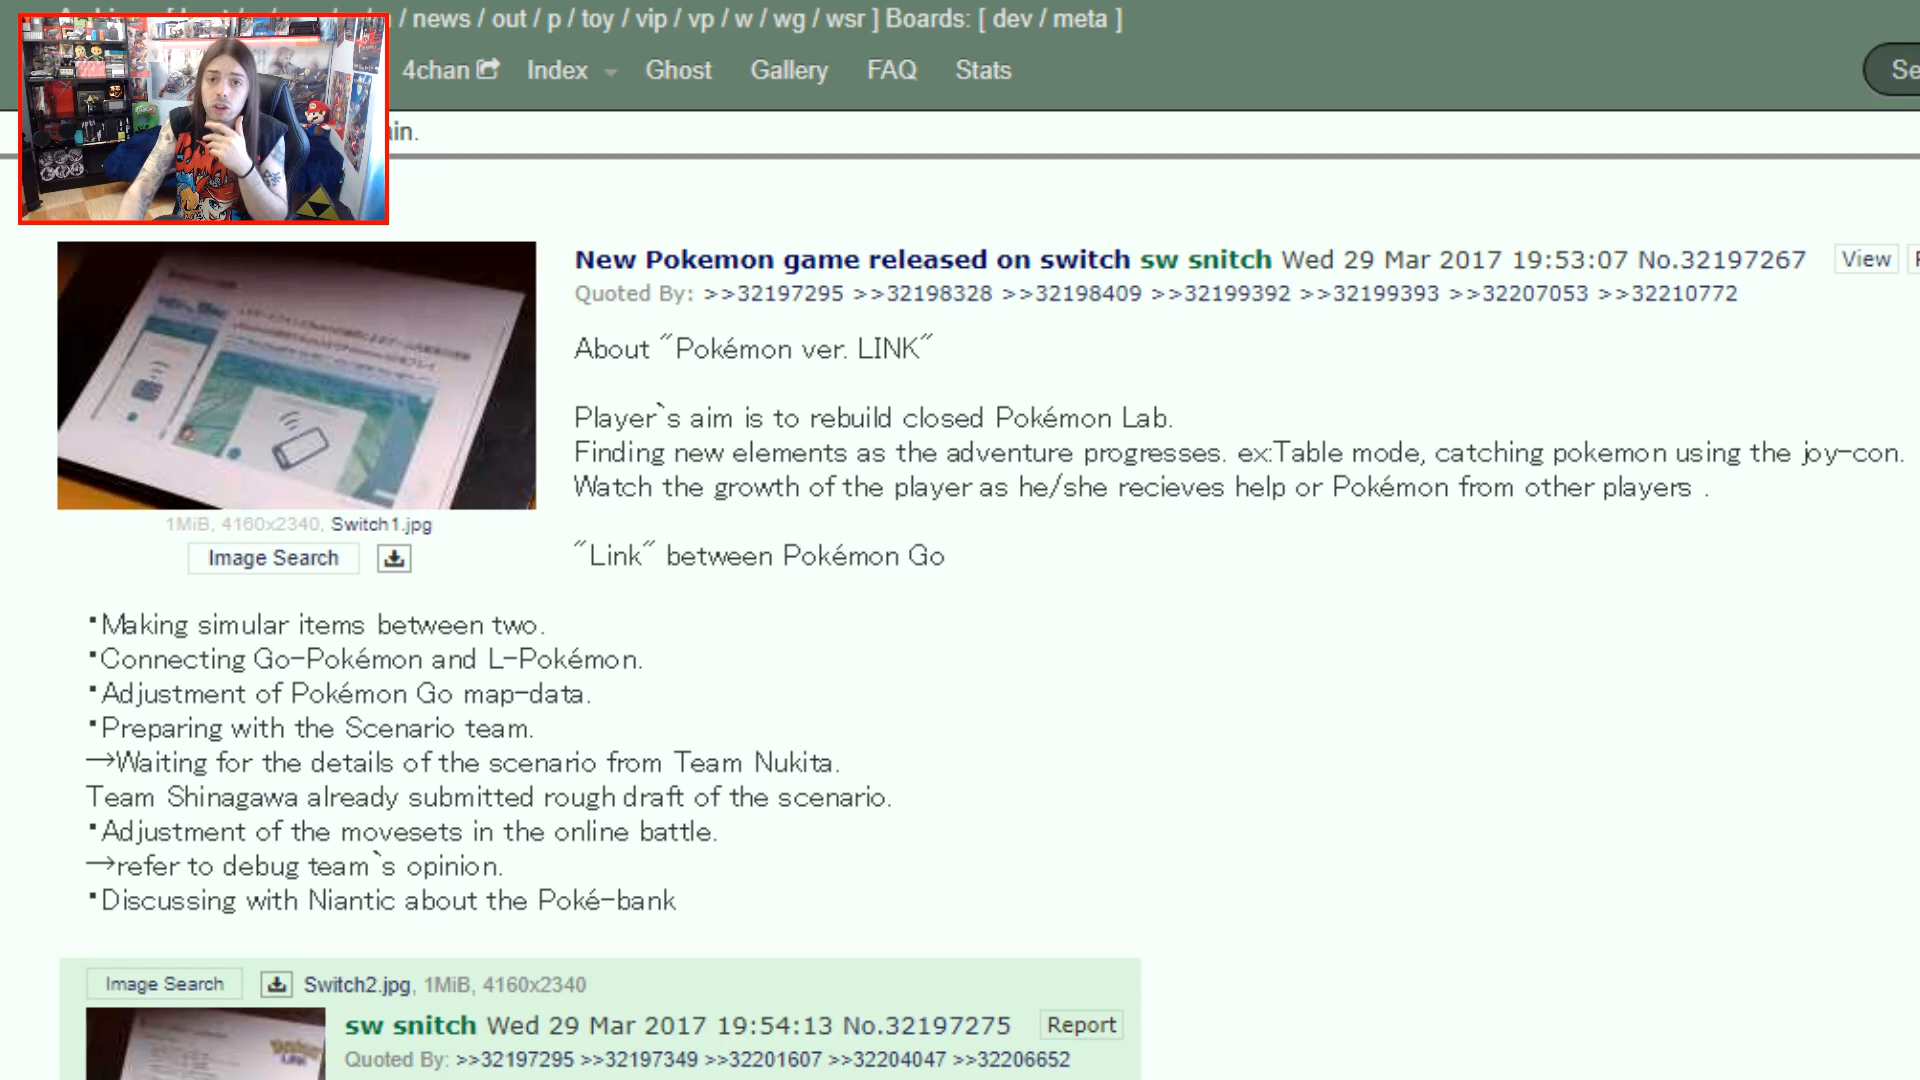 / news / out / p / toy / vip / vp / w / wg / wsr ] Boards: [ dev / meta ]
4chan Index Ghost Gallery FAQ Stats
New Pokemon game released on switch sw snitch Wed 29 Mar 2017 19:53:07 No.32197267 View
Quoted By: >>32197295 >>32198328 >>32198409 >>32199392 >>32199393 >>32207053 >>32210772
About "Pokémon ver. LINK"
Player`s aim is to rebuild closed Pokémon Lab.
Finding new elements as the adventure progresses. ex:Table mode, catching pokemon using the joy-con.
Watch the growth of the player as he/she recieves help or Pokémon from other players .
1MiB, 4160x2340, Switch1.jpg
Image Search
"Link" between Pokémon Go
・Making simular items between two.
・Connecting Go-Pokémon and L-Pokémon.
・Adjustment of Pokémon Go map-data.
・Preparing with the Scenario team.
→Waiting for the details of the scenario from Team Nukita.
Team Shinagawa already submitted rough draft of the scenario.
・Adjustment of the movesets in the online battle.
→refer to debug team`s opinion.
・Discussing with Niantic about the Poké-bank
Image Search Switch2.jpg, 1MiB, 4160x2340
sw snitch Wed 29 Mar 2017 19:54:13 No.32197275 Report
Quoted By: >>32197295 >>32197349 >>32201607 >>32204047 >>32206652